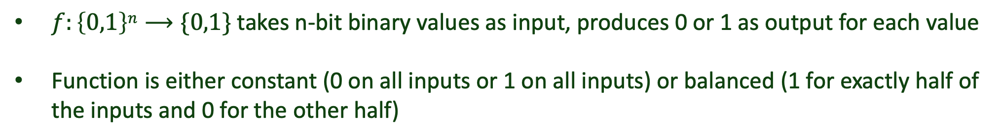 • f: {0,1}ⁿ ⟶ {0,1} takes n-bit binary values as input, produces 0 or 1 as output for each value
• Function is either constant (0 on all inputs or 1 on all inputs) or balanced (1 for exactly half of
the inputs and 0 for the other half)